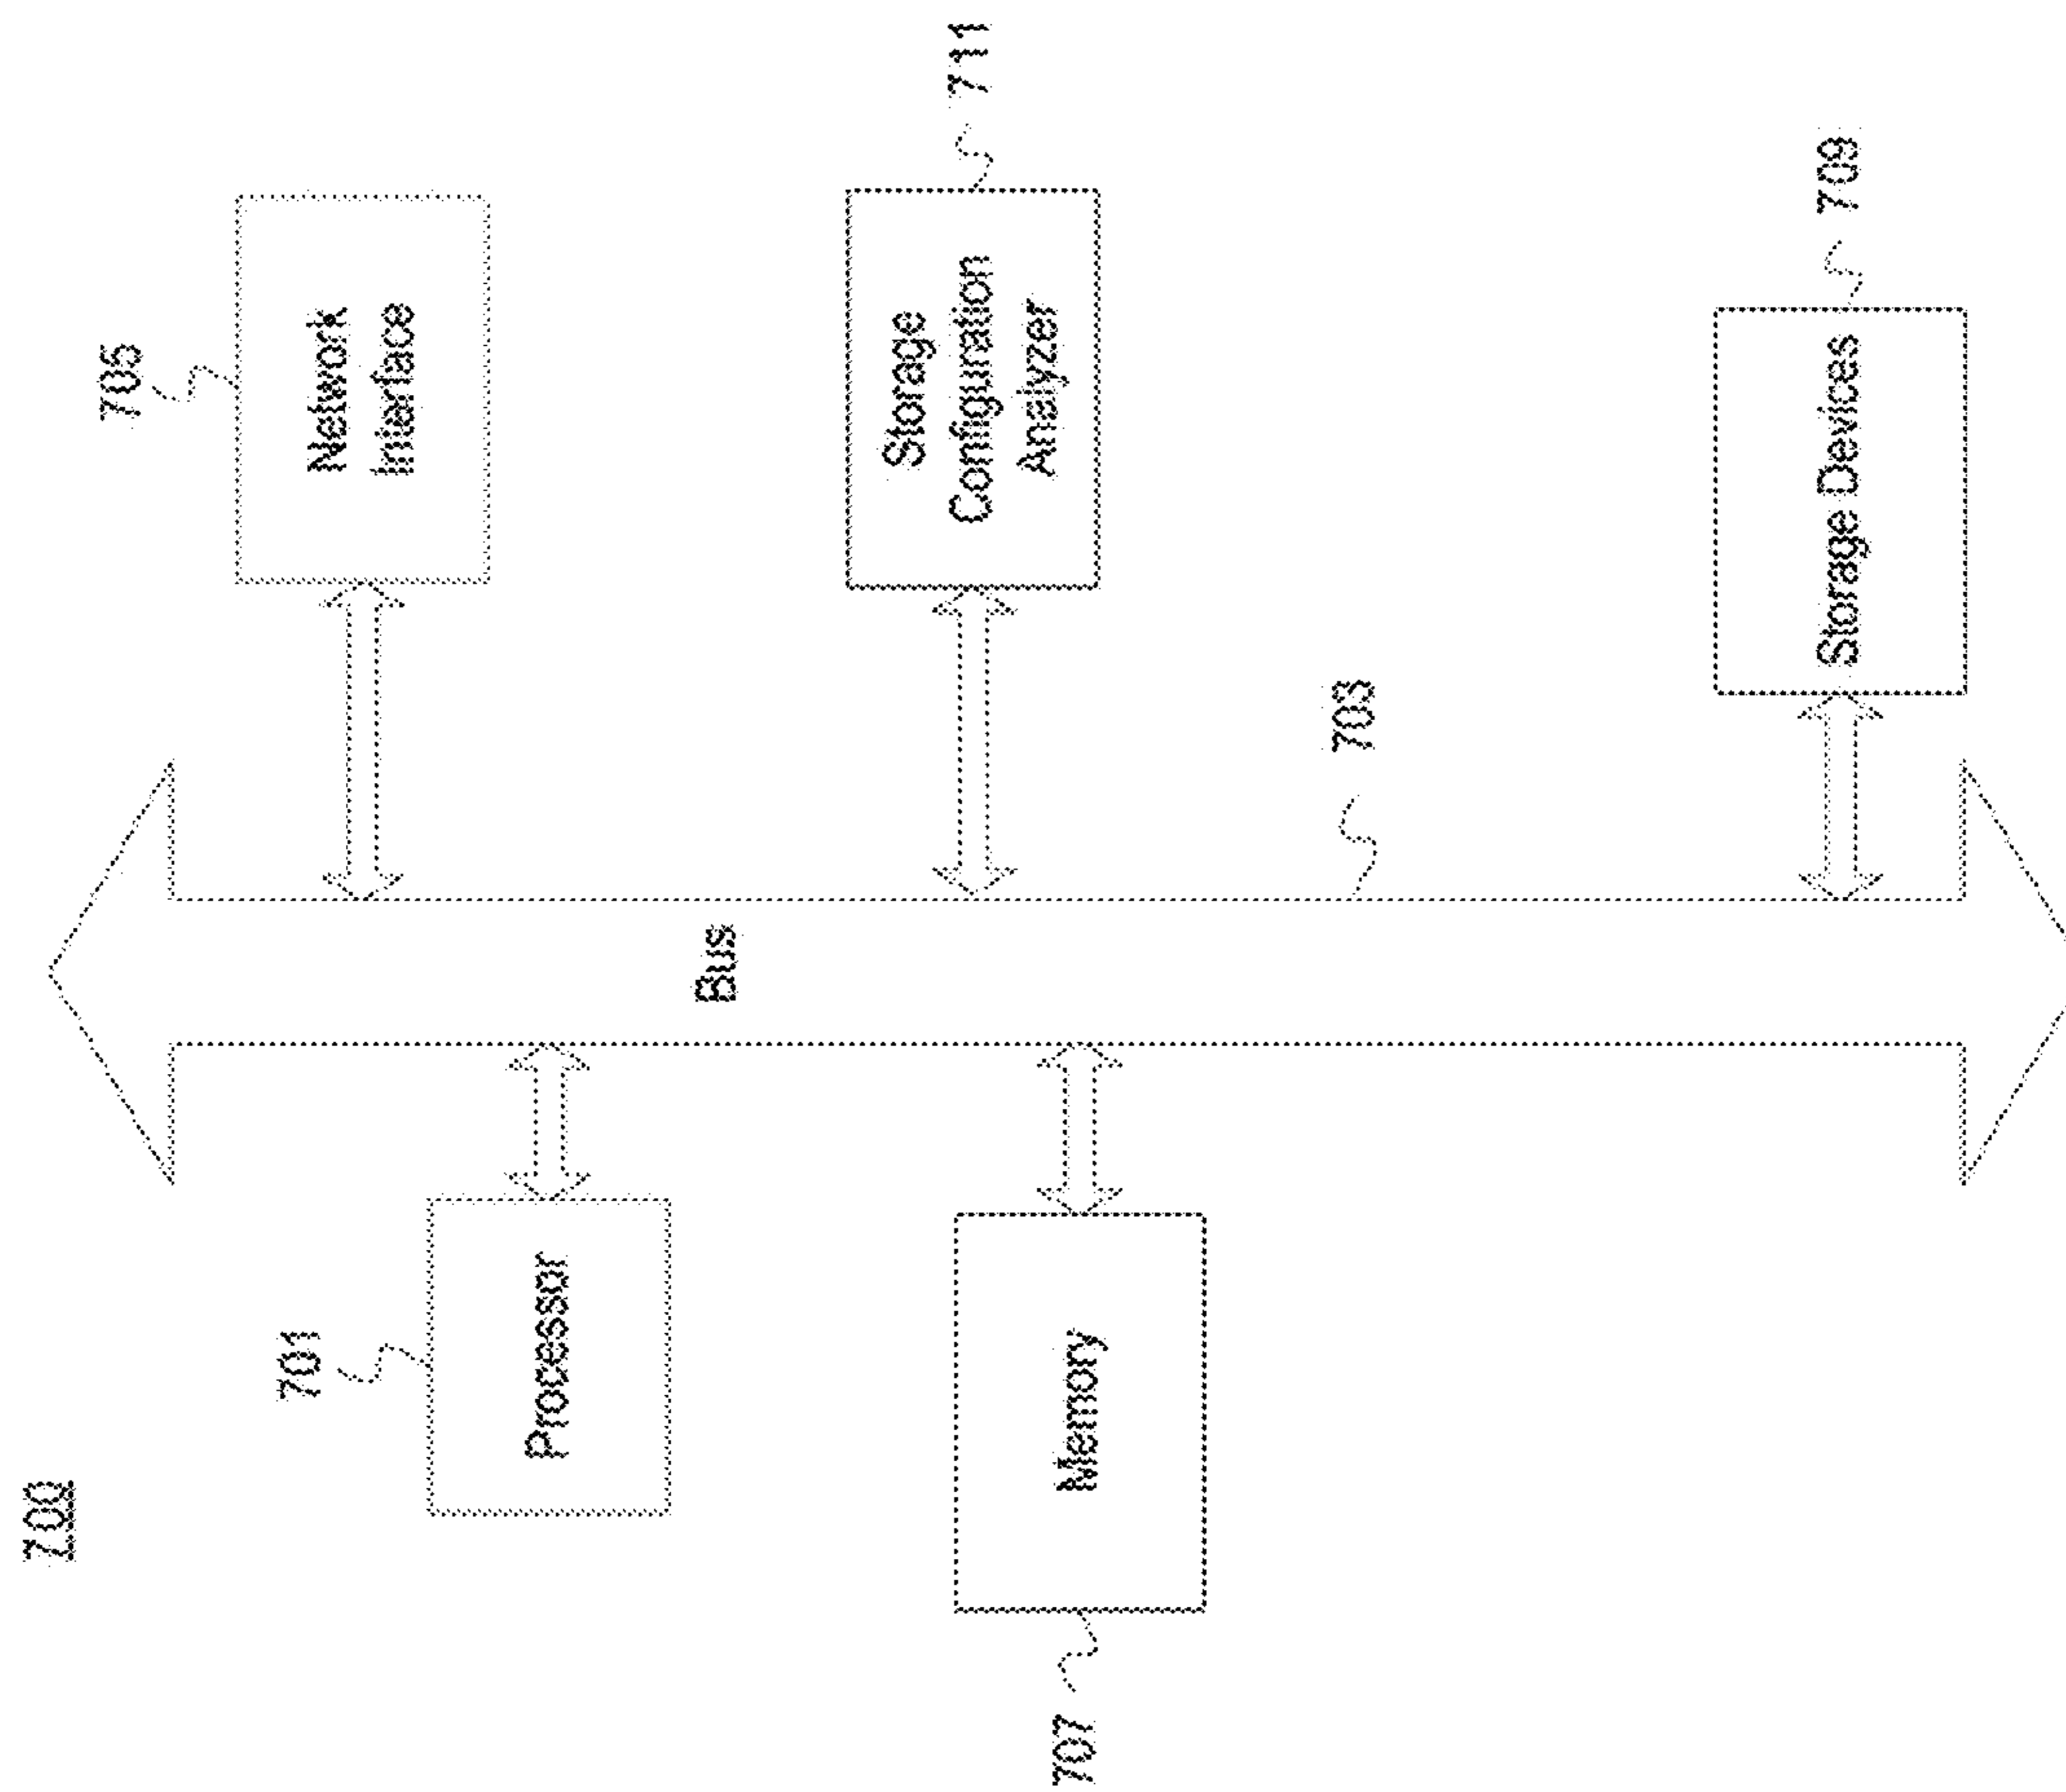 700
705
701
Network
Interface
Processor
Bus
Storage
Configuration
Analyzer
711
707
Memory
703
Storage Devices
709